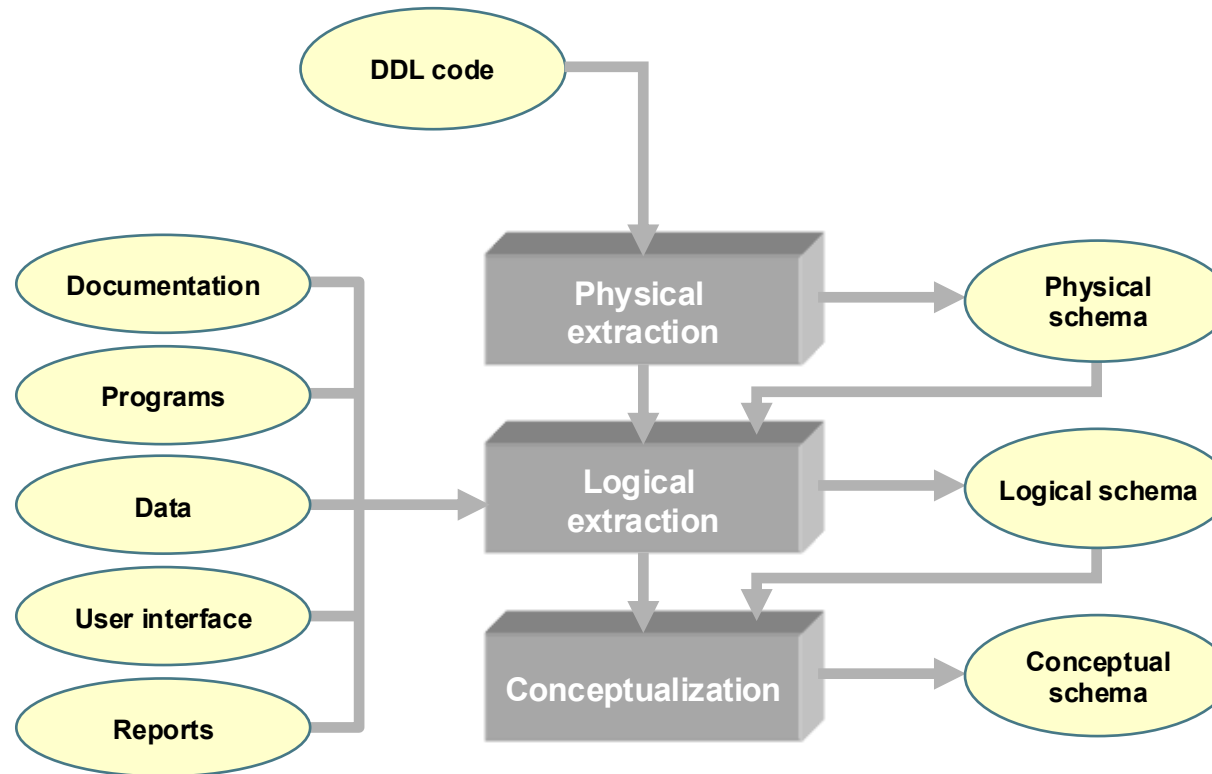 DDL code
Documentation
Physical
extraction
Physical
schema
Programs
Data
Logical
extraction
Logical schema
User interface
Conceptualization
Conceptual
schema
Reports